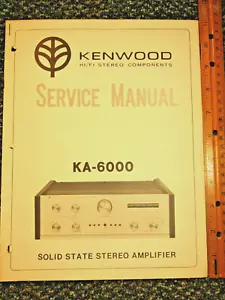 KENWOOD
HI/FI STEREO COMPONENTS
SERVICE MANUAL
KA-6000
SOLID STATE STEREO AMPLIFIER